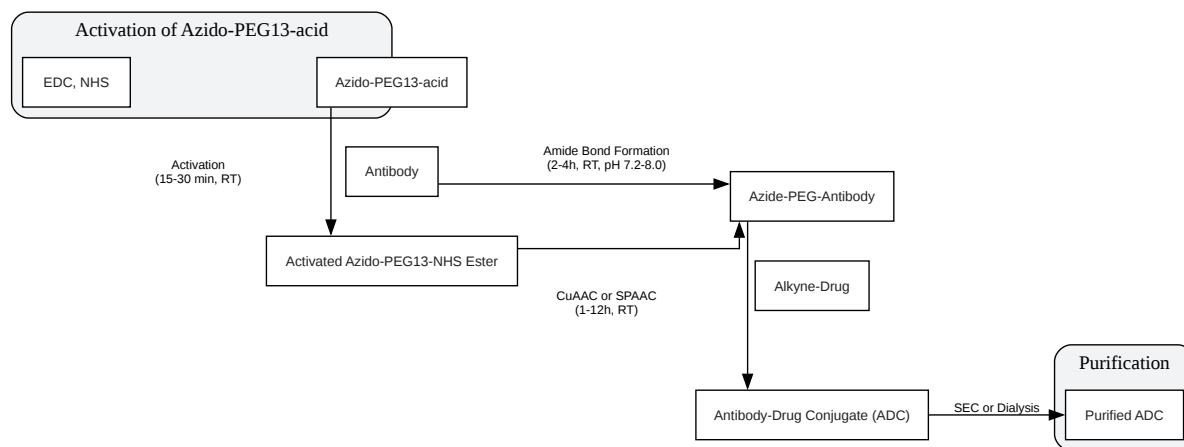 Activation of Azido-PEG13-acid
EDC, NHS
Azido-PEG13-acid
Activation
(15-30 min, RT)
Antibody
Amide Bond Formation
(2-4h, RT, pH 7.2-8.0)
Azide-PEG-Antibody
Activated Azido-PEG13-NHS Ester
CuAAC or SPAAC
(1-12h, RT)
Alkyne-Drug
Purification
Antibody-Drug Conjugate (ADC)
SEC or Dialysis
Purified ADC